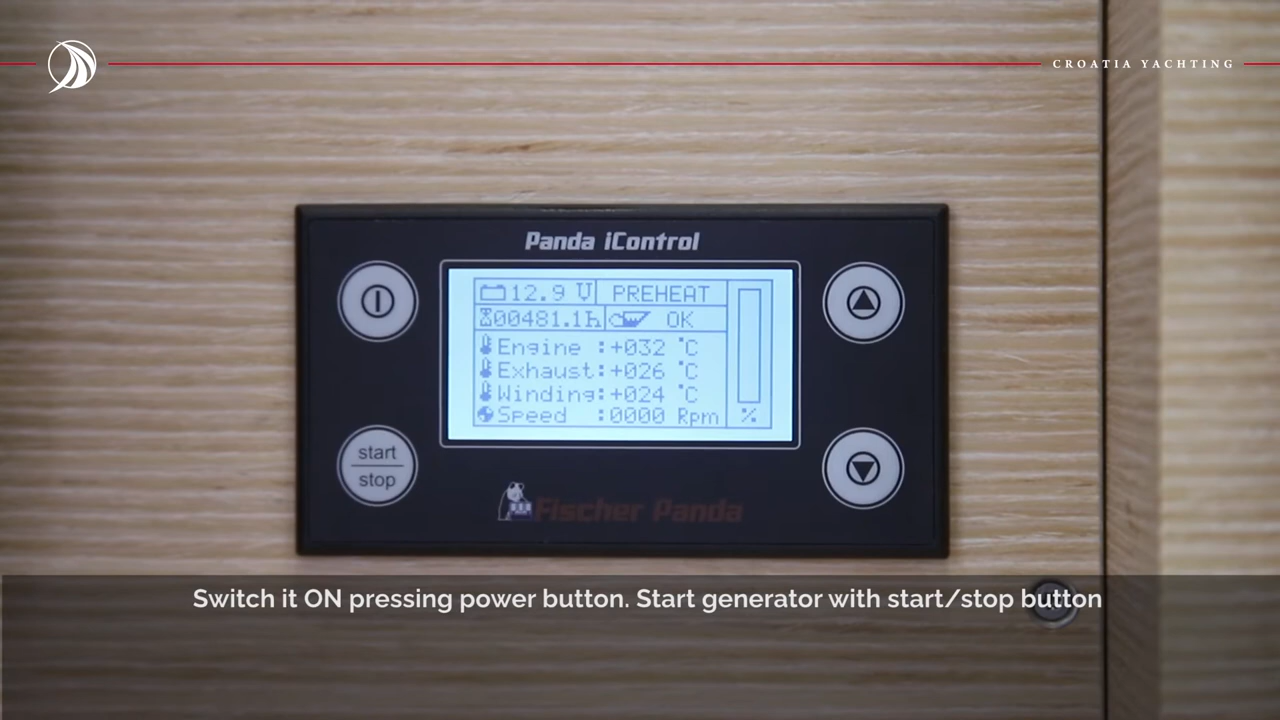 CROATIA YACHTING
Panda iControl
12.9 V PREHEAT
00481.1h OK
Engine :+032 °C
Exhaust:+026 °C
Winding:+024 °C
Speed :0000 Rpm %
start
stop
Fischer Panda
Switch it ON pressing power button. Start generator with start/stop button